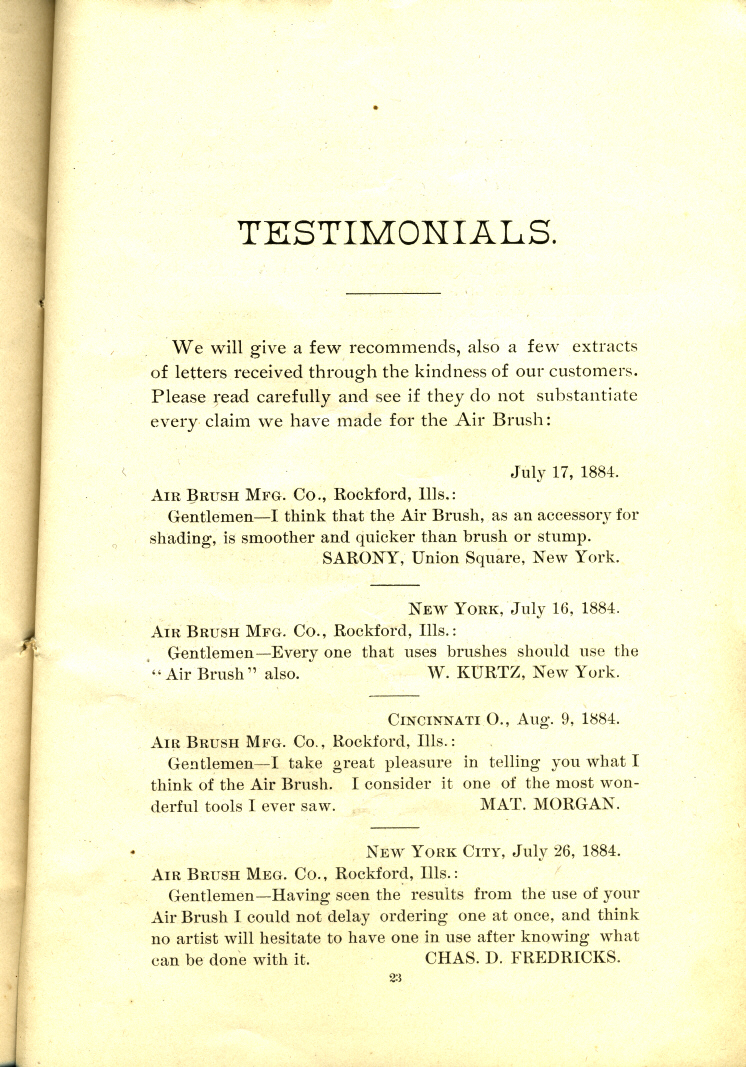 TESTIMONIALS.
We will give a few recommends, also a few extracts
of letters received through the kindness of our customers.
Please read carefully and see if they do not substantiate
every claim we have made for the Air Brush:
July 17, 1884.
AIR BRUSH MFG. CO., Rockford, Ills.:
Gentlemen—I think that the Air Brush, as an accessory for
shading, is smoother and quicker than brush or stump.
SARONY, Union Square, New York.
NEW YORK, July 16, 1884.
AIR BRUSH MFG. CO., Rockford, Ills.:
Gentlemen—Every one that uses brushes should use the
“Air Brush” also. W. KURTZ, New York.
CINCINNATI O., Aug. 9, 1884.
AIR BRUSH MFG. CO., Rockford, Ills.:
Gentlemen—I take great pleasure in telling you what I
think of the Air Brush. I consider it one of the most won-
derful tools I ever saw. MAT. MORGAN.
NEW YORK CITY, July 26, 1884.
AIR BRUSH MEG. CO., Rockford, Ills.:
Gentlemen—Having seen the results from the use of your
Air Brush I could not delay ordering one at once, and think
no artist will hesitate to have one in use after knowing what
can be done with it. CHAS. D. FREDRICKS.
23